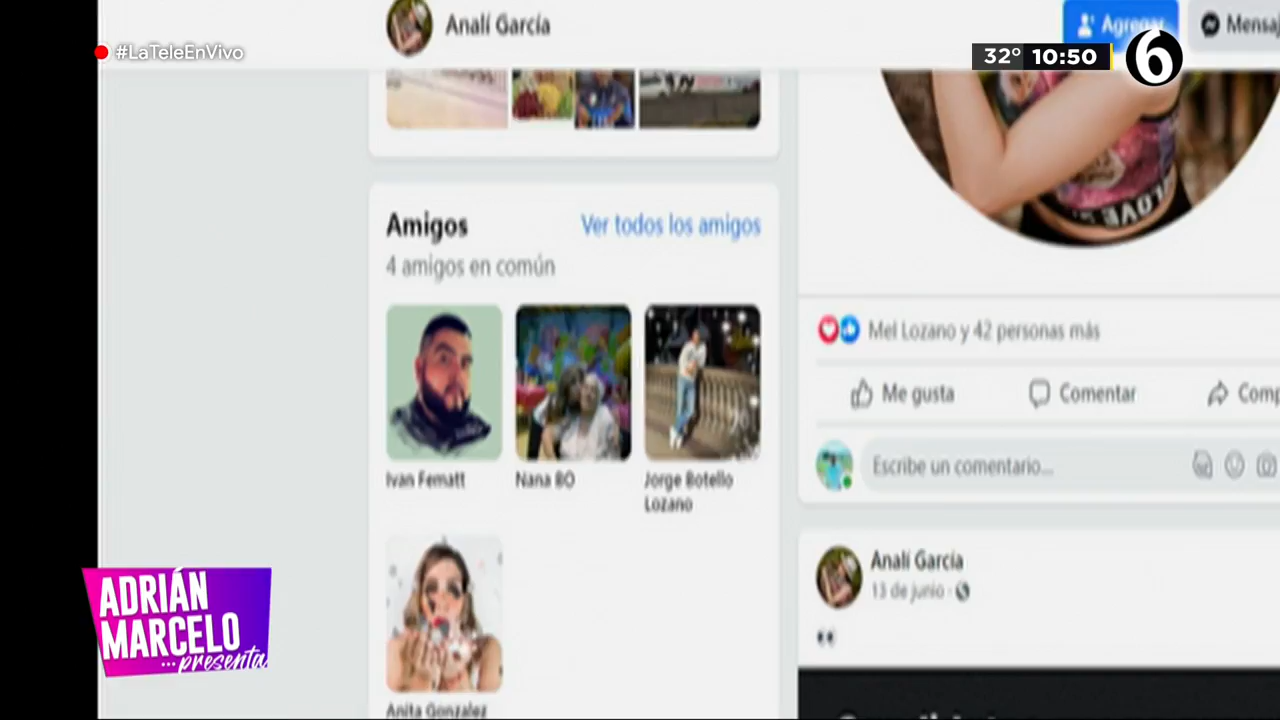 Analí García
Agregar
#LaTeleEnVivo
32° 10:50
6
LOVE
Amigos
Ver todos los amigos
4 amigos en común
Ivan Fematt
Nana BO
Jorge Botello
Lozano
Anita Gonzalez
Mel Lozano y 42 personas más
Me gusta
Comentar
Escribe un comentario...
Analí García
13 de junio
ADRIÁN
MARCELO
...presenta